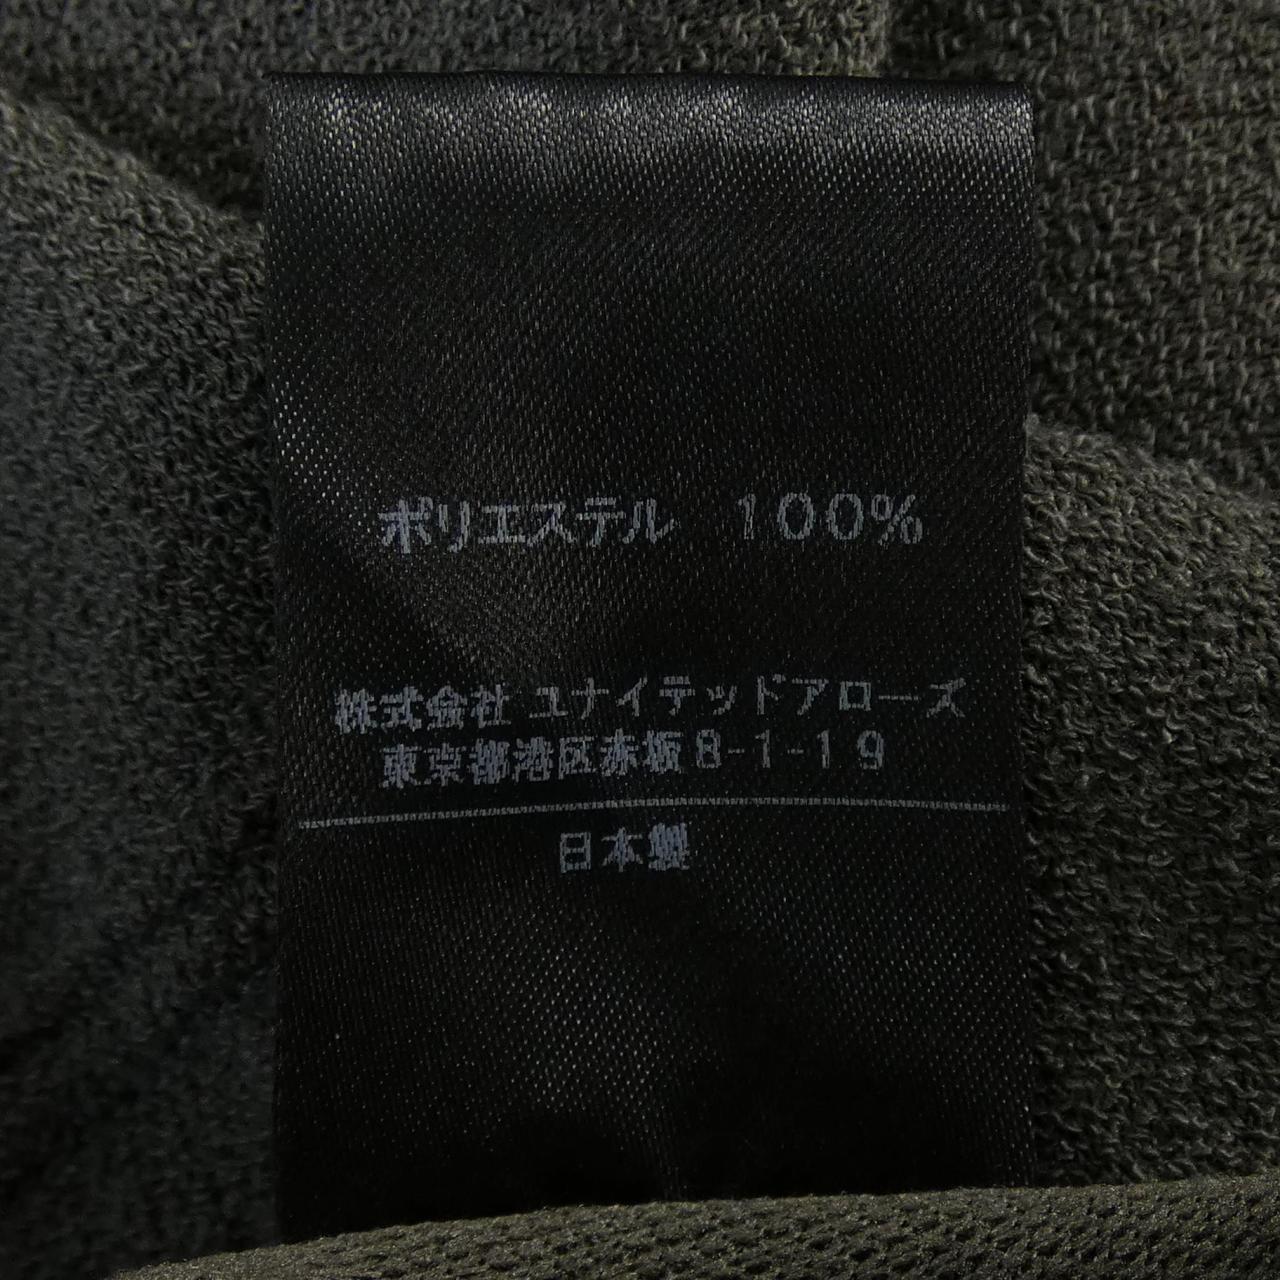 ポリエステル 100%
株式会社 ユナイテッドアローズ
東京都港区赤坂8-1-19
日本製